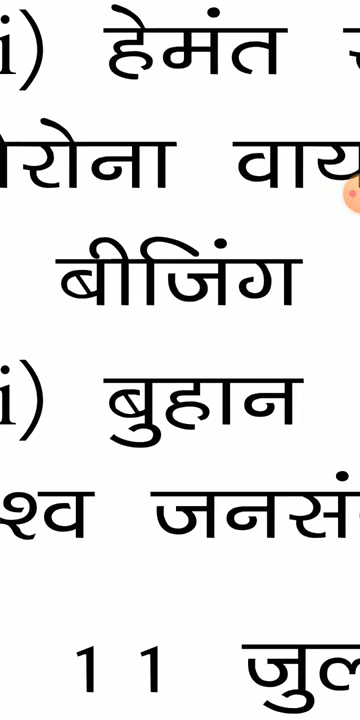 i) हेमंत
रोना वाय
बीजिंग
i) बुहान
श्व जनसं
11 जुल